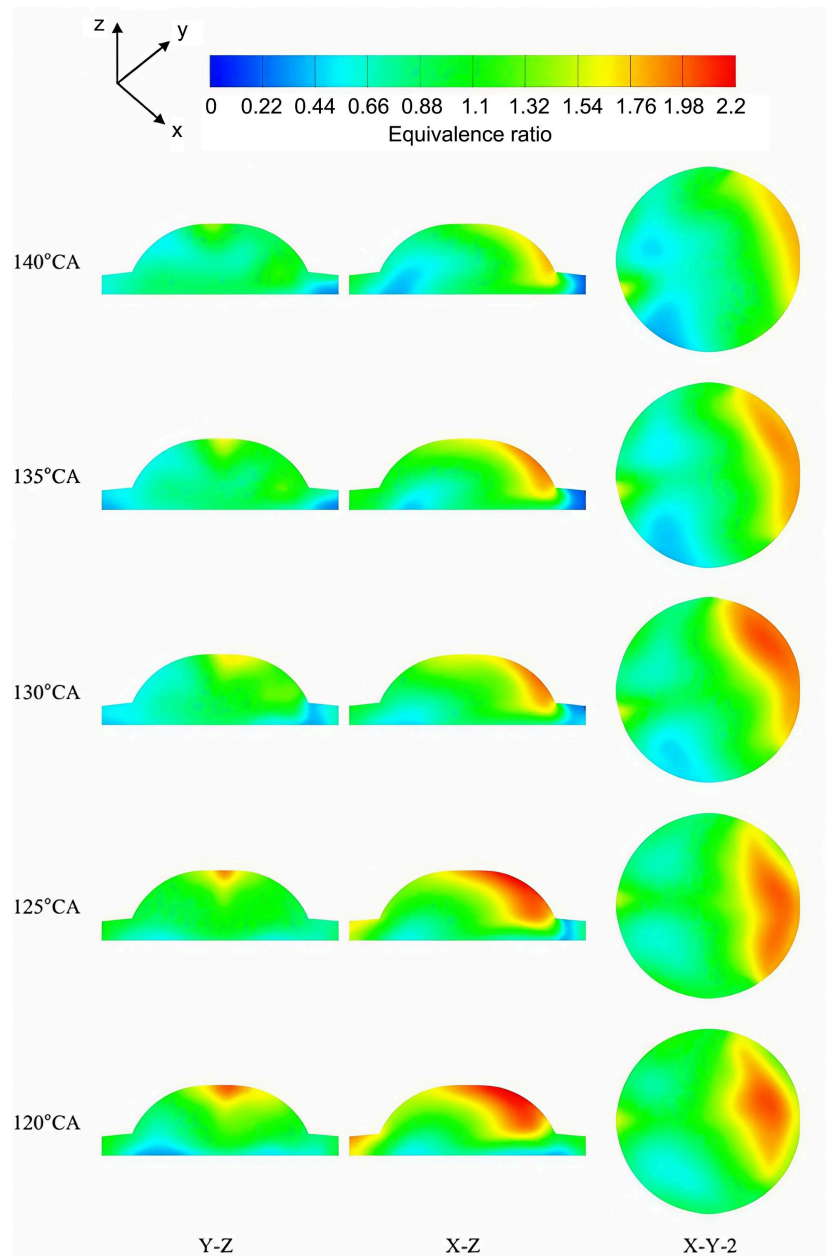 z
y
x
0 0.22 0.44 0.66 0.88 1.1 1.32 1.54 1.76 1.98 2.2
Equivalence ratio
140°CA
135°CA
130°CA
125°CA
120°CA
Y-Z X-Z X-Y-2